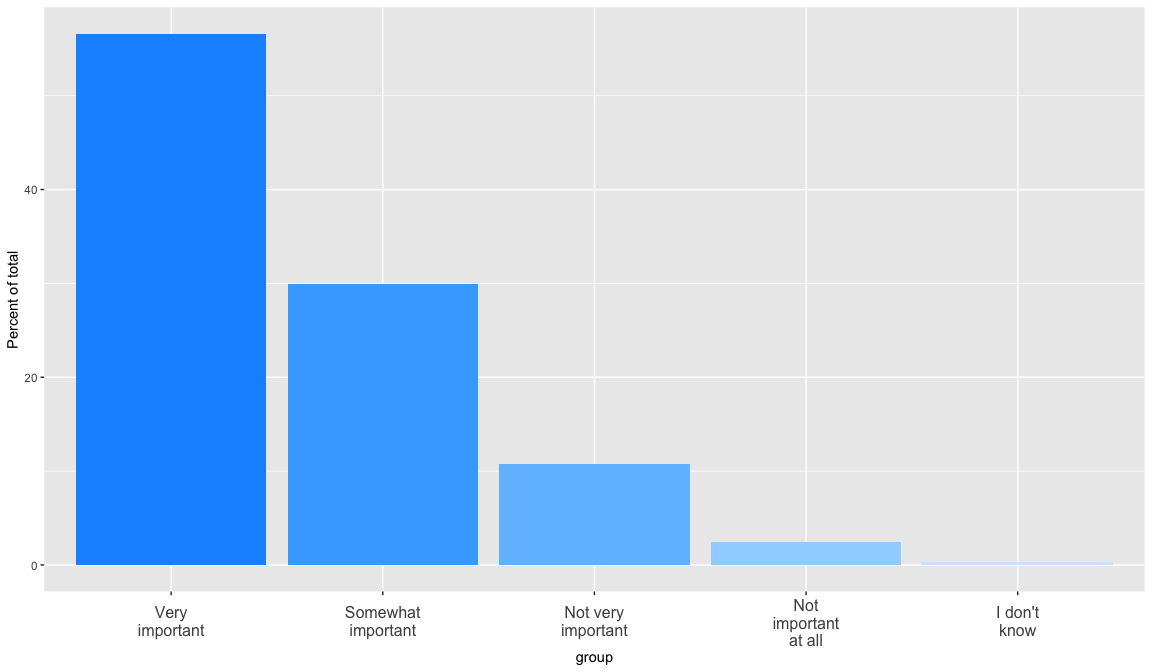 Percent of total
40
20
0
Very
important
Somewhat
important
Not very
important
Not
important
at all
I don't
know
group